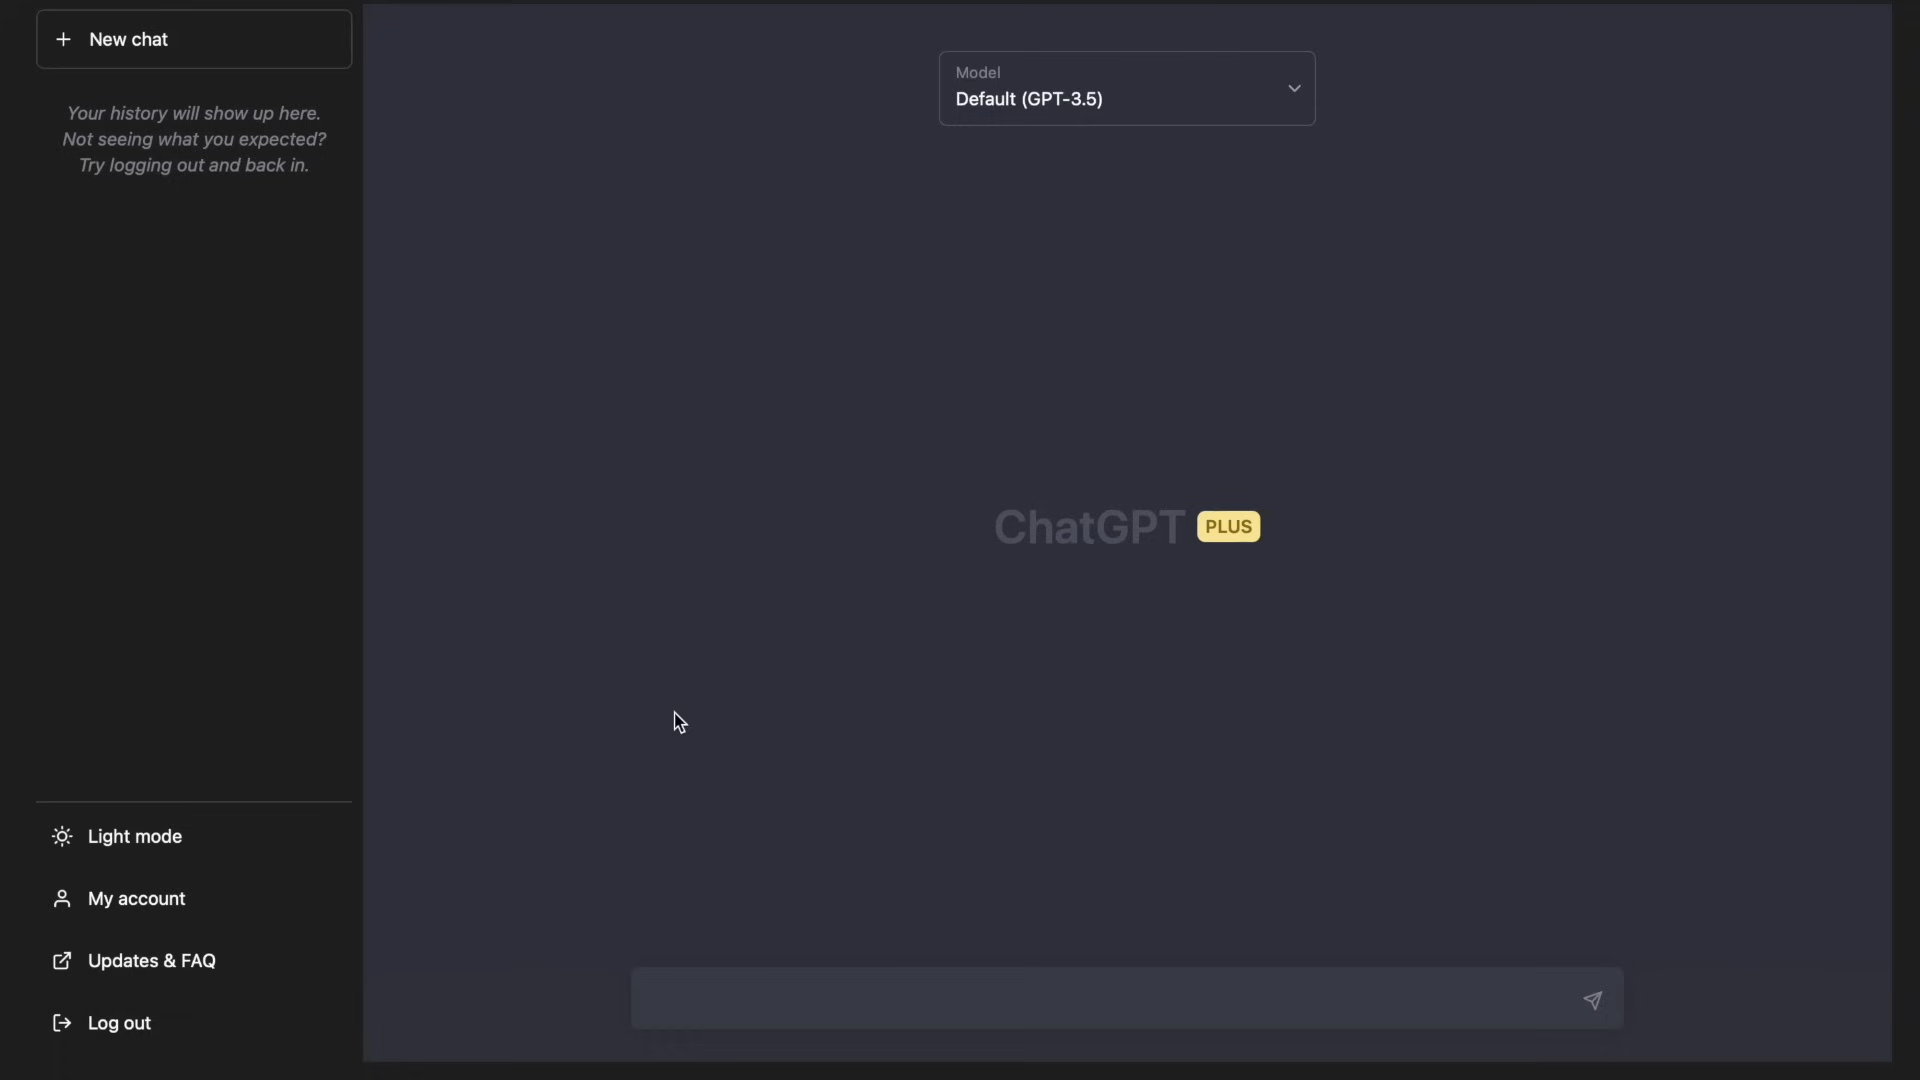 New chat
Your history will show up here.
Not seeing what you expected?
Try logging out and back in.
Light mode
My account
Updates & FAQ
Log out
Model
Default (GPT-3.5)
ChatGPT PLUS